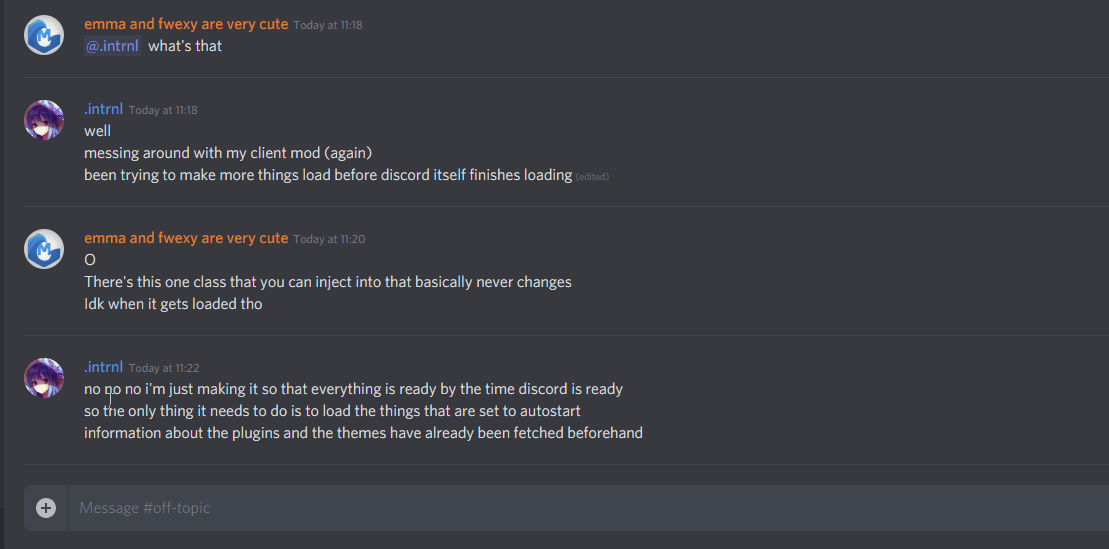 emma and fwexy are very cute Today at 11:18
@.intrnl what's that
.intrnl Today at 11:18
well
messing around with my client mod (again)
been trying to make more things load before discord itself finishes loading (edited)
emma and fwexy are very cute Today at 11:20
O
There's this one class that you can inject into that basically never changes
Idk when it gets loaded tho
.intrnl Today at 11:22
no no no i'm just making it so that everything is ready by the time discord is ready
so the only thing it needs to do is to load the things that are set to autostart
information about the plugins and the themes have already been fetched beforehand
Message #off-topic